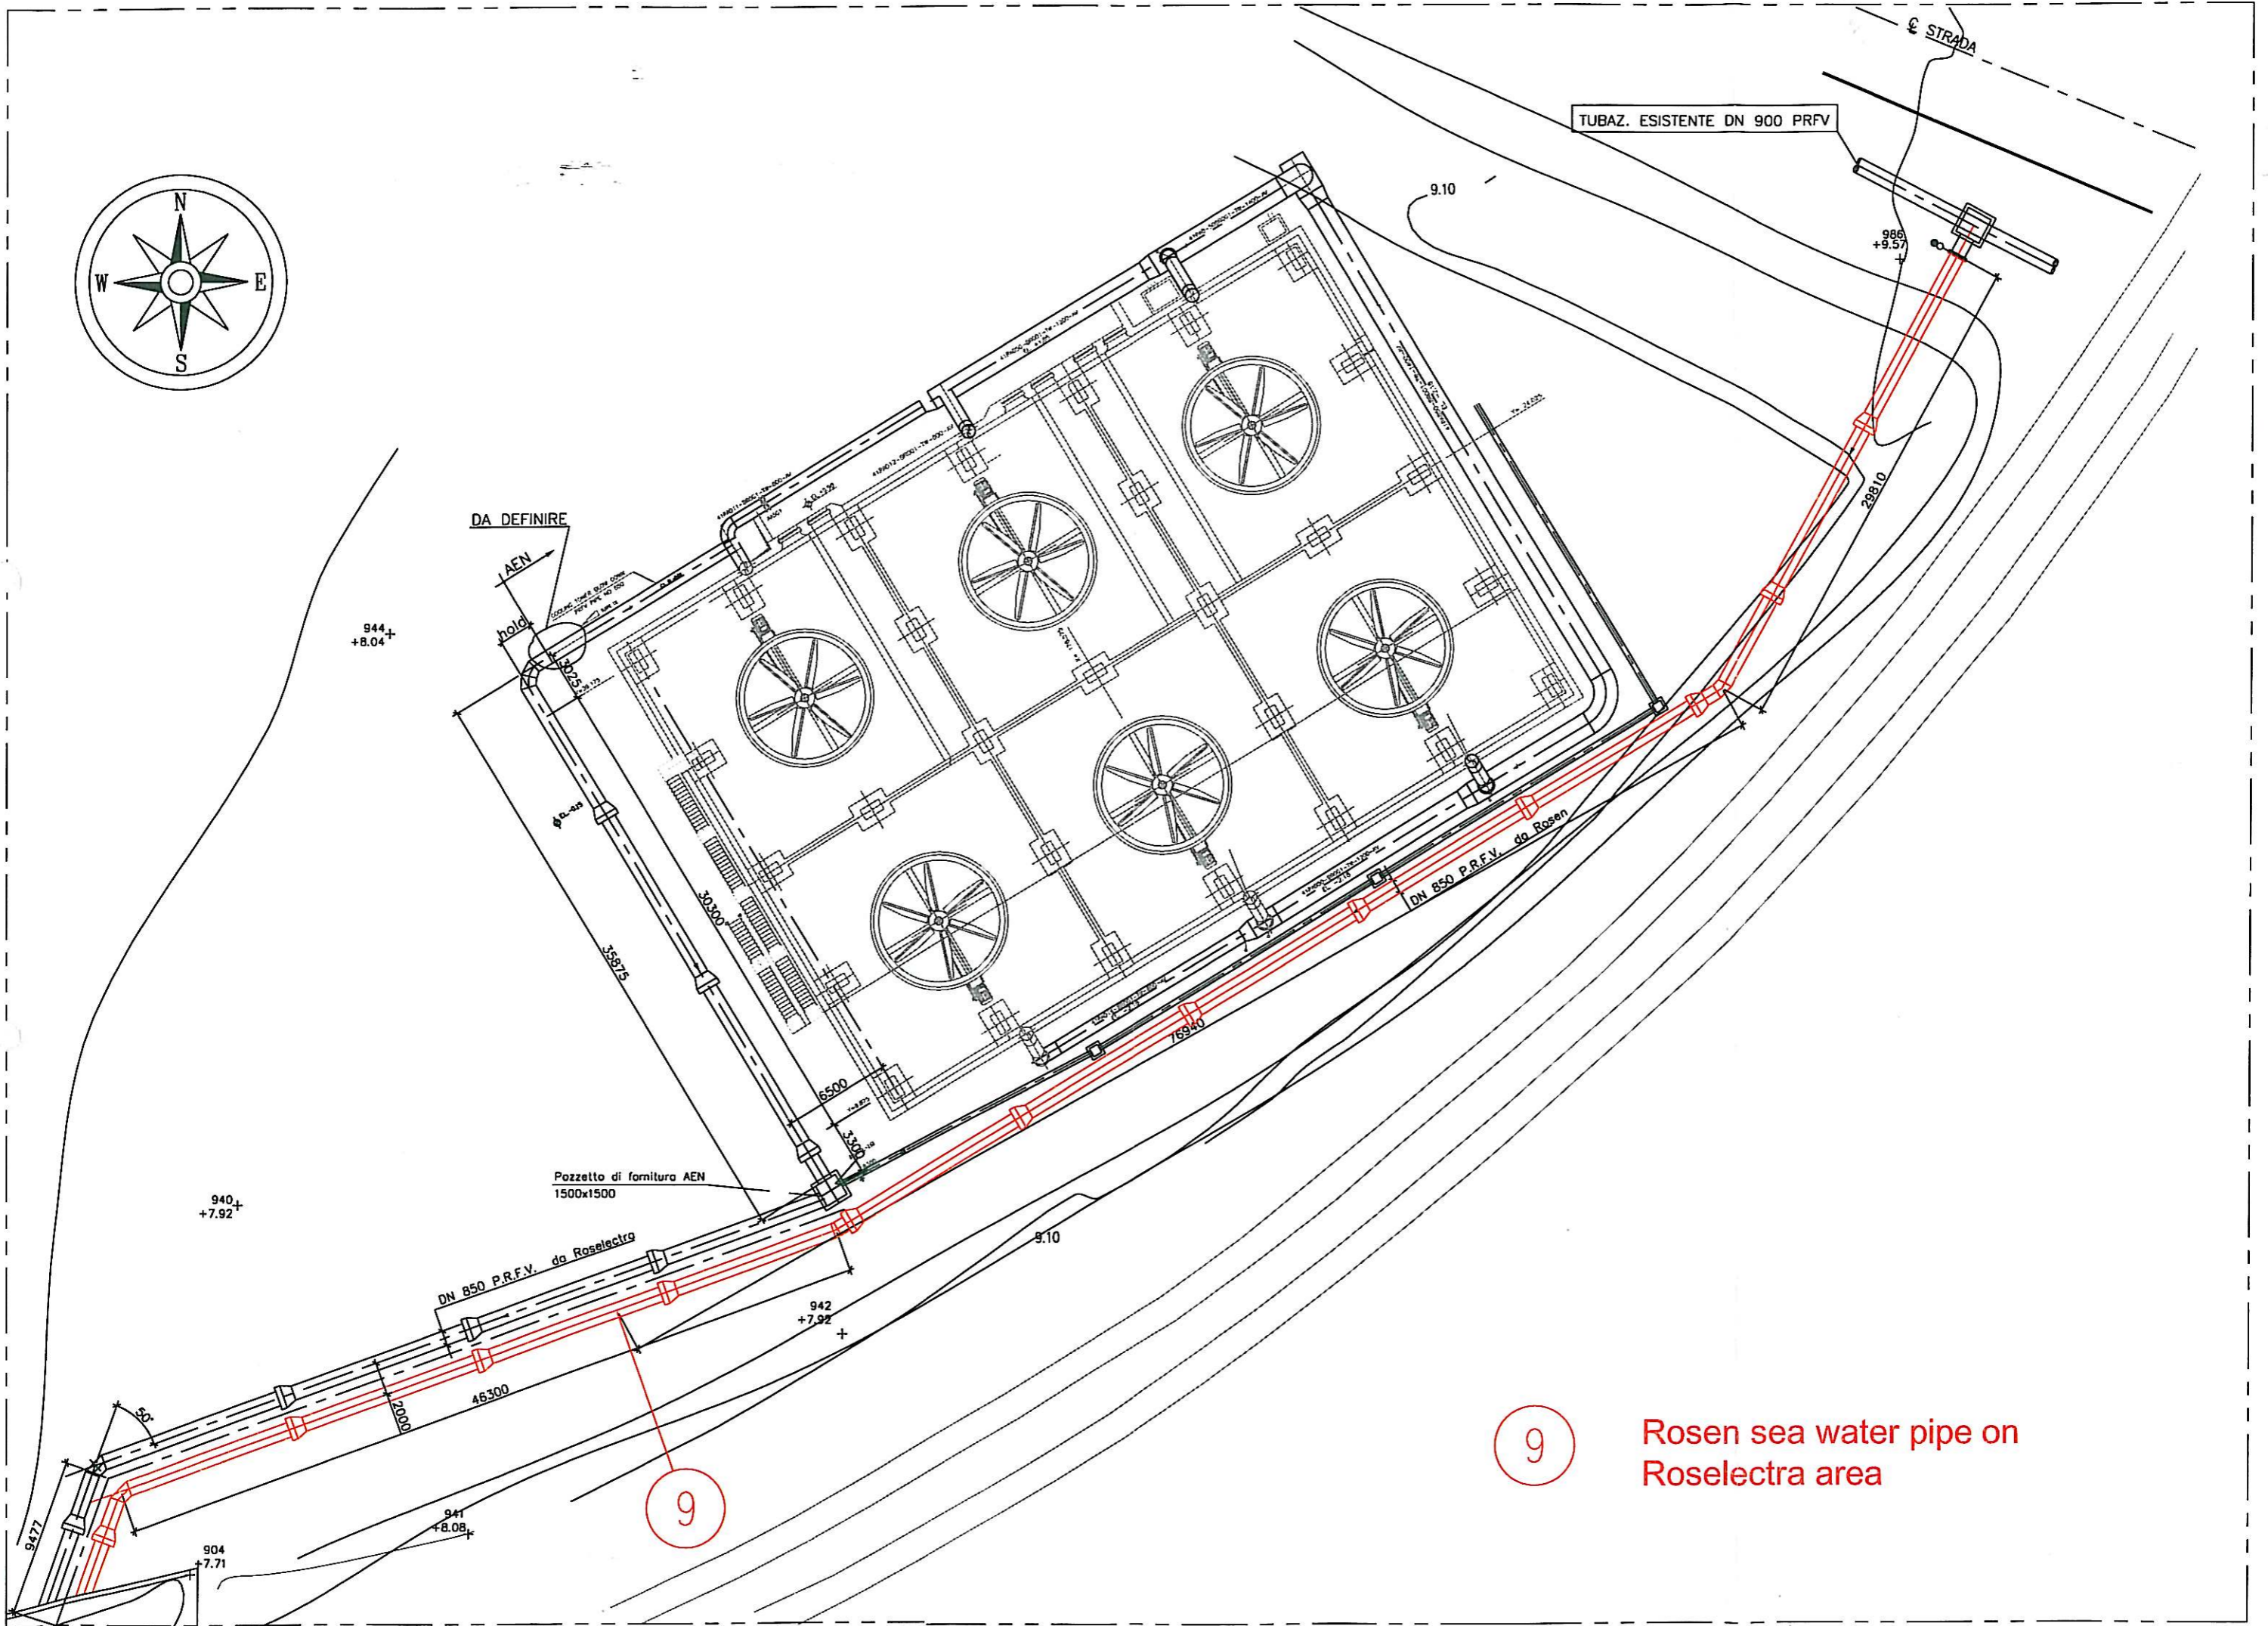 ℄ STRADA
TUBAZ. ESISTENTE DN 900 PRFV
N
W
E
S
9.10
986
+9.57
29810
DA DEFINIRE
AEN
hold
944
+8.04
3025
35875
30300
6500
3300
DN 850 P.R.F.V. da Rosen
76940
Pozzetto di fornitura AEN
1500x1500
940
+7.92
DN 850 P.R.F.V. da Roselectra
9.10
942
+7.92
46300
2000
50°
9477
941
+8.08
904
+7.71
9
9
Rosen sea water pipe on
Roselectra area